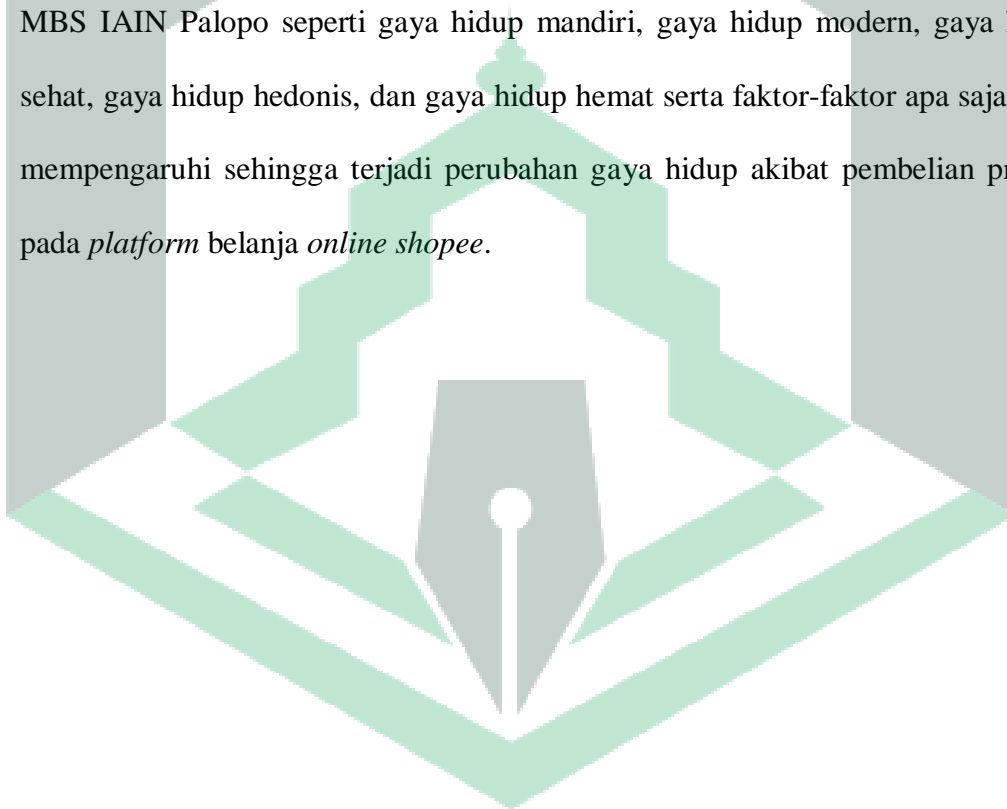 MBS IAIN Palopo seperti gaya hidup mandiri, gaya hidup modern, gaya
sehat, gaya hidup hedonis, dan gaya hidup hemat serta faktor-faktor apa saja
mempengaruhi sehingga terjadi perubahan gaya hidup akibat pembelian
pada platform belanja online shopee.